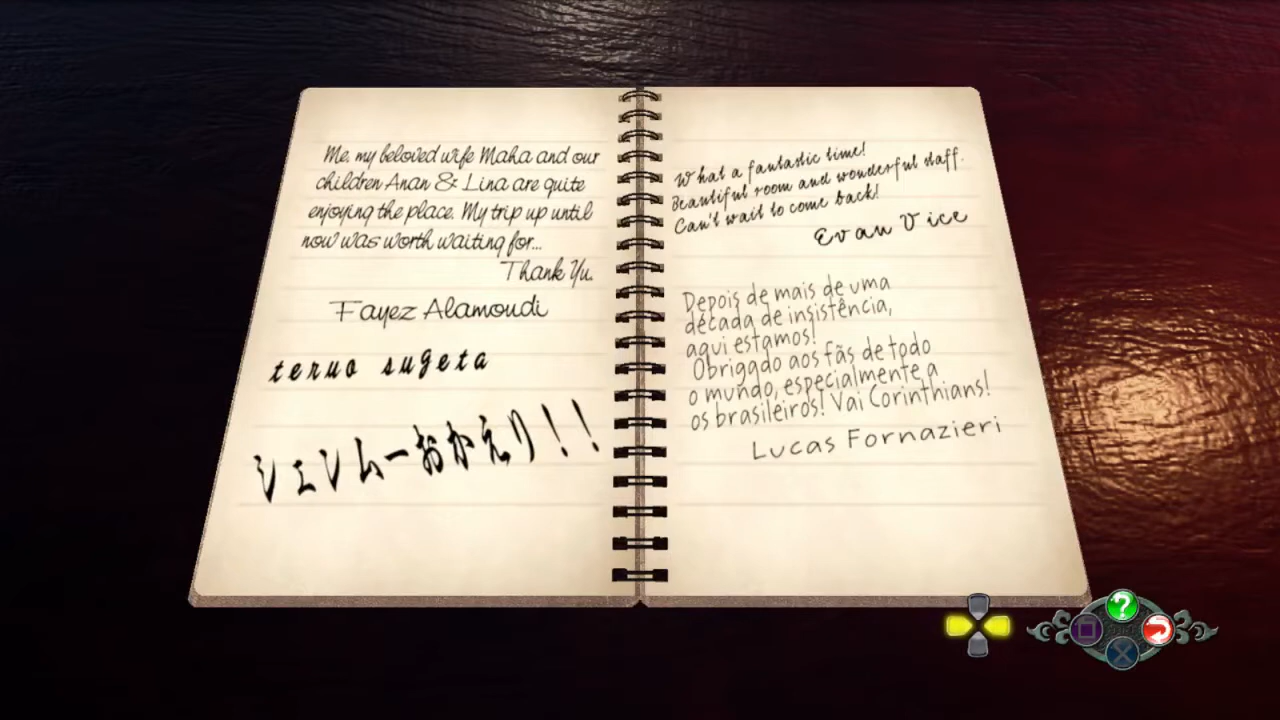 Me, my beloved wife Maha and our
children Anan & Lina are quite
enjoying the place. My trip up until
now was worth waiting for...
Thank Yu.
Fayez Alamoudi
teruo sugeta
シェンムーおかえり！！
What a fantastic time!
Beautiful room and wonderful staff.
Can't wait to come back!
Evan Vice
Depois de mais de uma
década de insistência,
aqui estamos!
Obrigado aos fãs de todo
o mundo, especialmente a
os brasileiros! Vai Corinthians!
Lucas Fornazieri
?